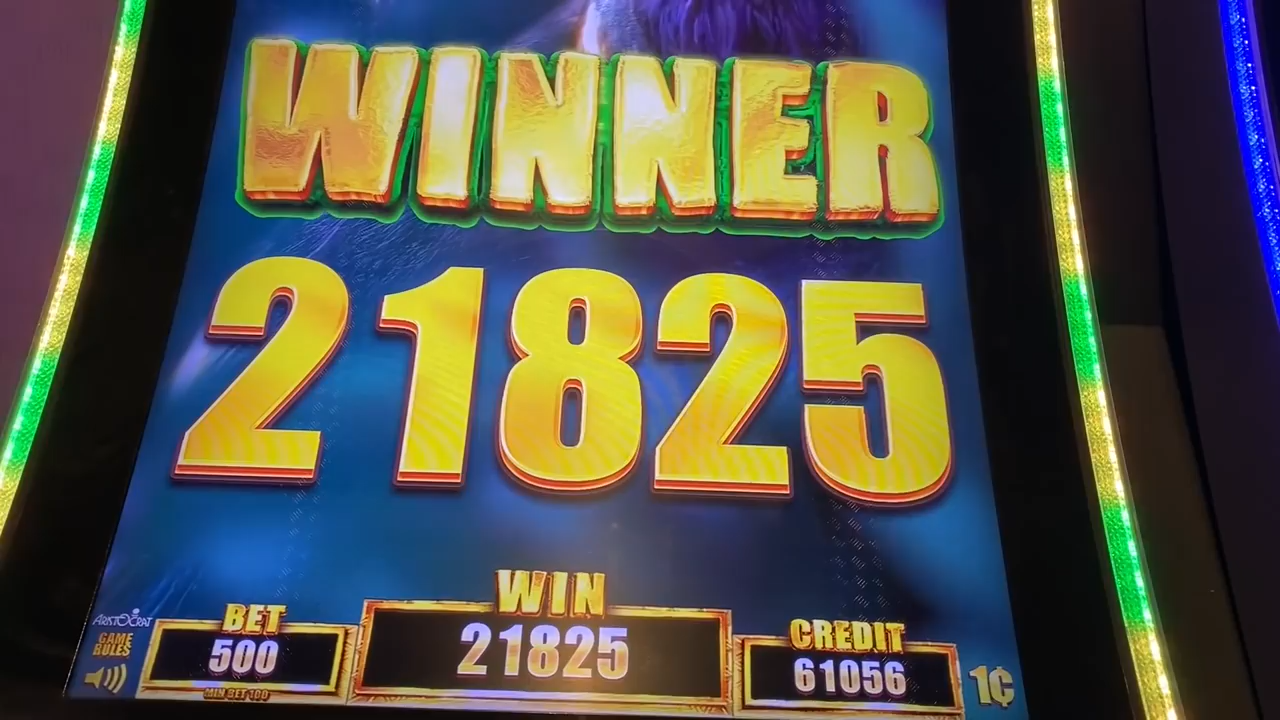 WINNER
21825
ARISTOCRAT
GAME
RULES
BET
500
MIN BET 100
WIN
21825
CREDIT
61056
1¢